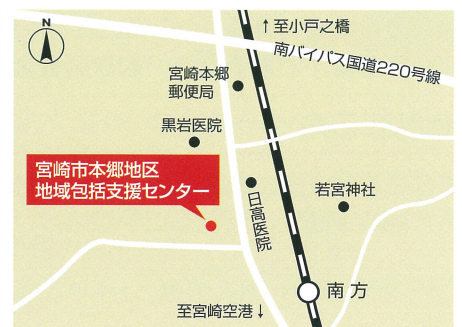 N
↑至小戸之橋
南バイパス国道220号線
宮崎本郷
郵便局
黒岩医院
宮崎市本郷地区
地域包括支援センター
日高医院
若宮神社
南方
至宮崎空港↓